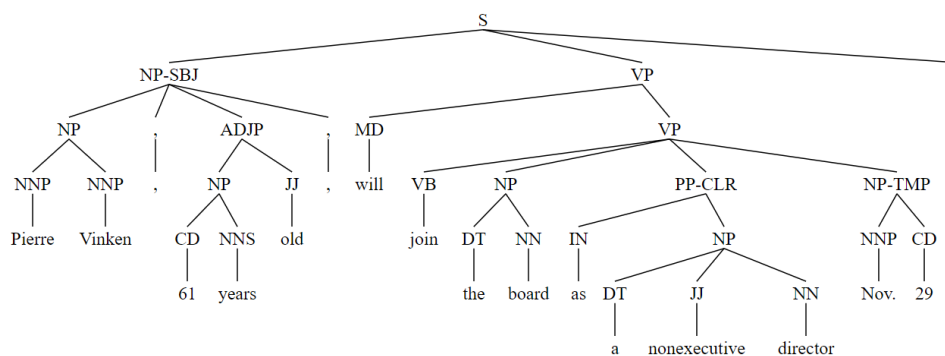 S
NP-SBJ VP
NP , ADJP , MD VP
NNP NNP , NP JJ , will VB NP PP-CLR NP-TMP
Pierre Vinken CD NNS old join DT NN IN NP NNP CD
61 years the board as DT JJ NN Nov. 29
a nonexecutive director